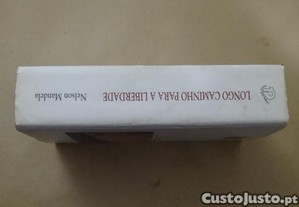 Nelson Mandela
LONGO CAMINHO PARA A LIBERDADE
CustoJusto.pt